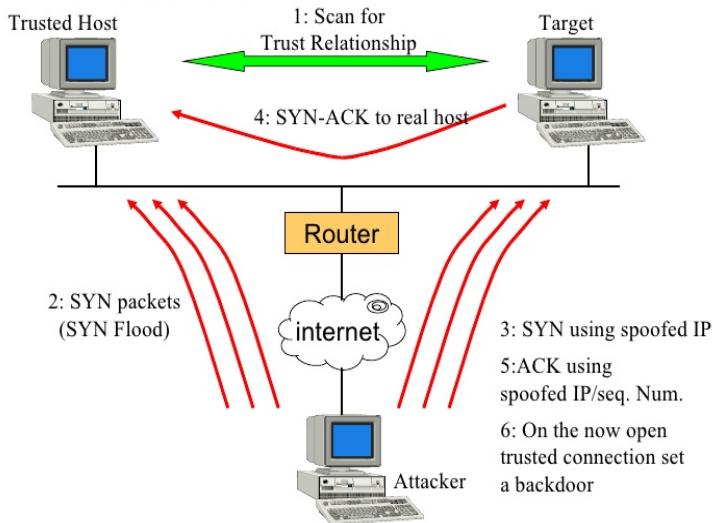 Trusted Host
1: Scan for
Trust Relationship
Target
4: SYN-ACK to real host
Router
2: SYN packets
(SYN Flood)
internet
3: SYN using spoofed IP
5:ACK using
spoofed IP/seq. Num.
6: On the now open
trusted connection set
a backdoor
Attacker